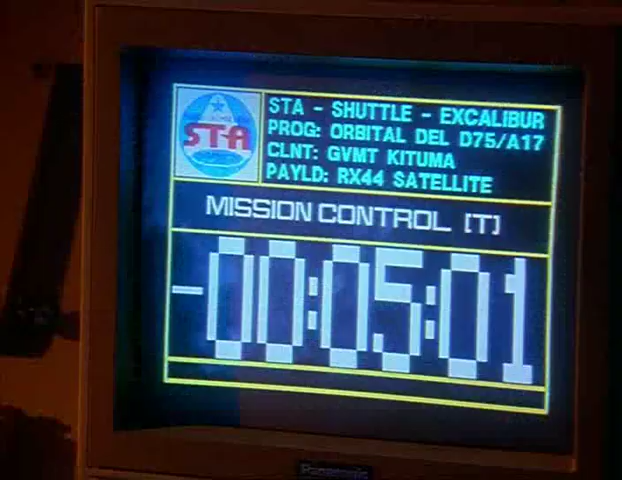 STA
STA - SHUTTLE - EXCALIBUR
PROG: ORBITAL DEL D75/A17
CLNT: GVMT KITUMA
PAYLD: RX44 SATELLITE
MISSION CONTROL [T]
-00:05:01
Panasonic